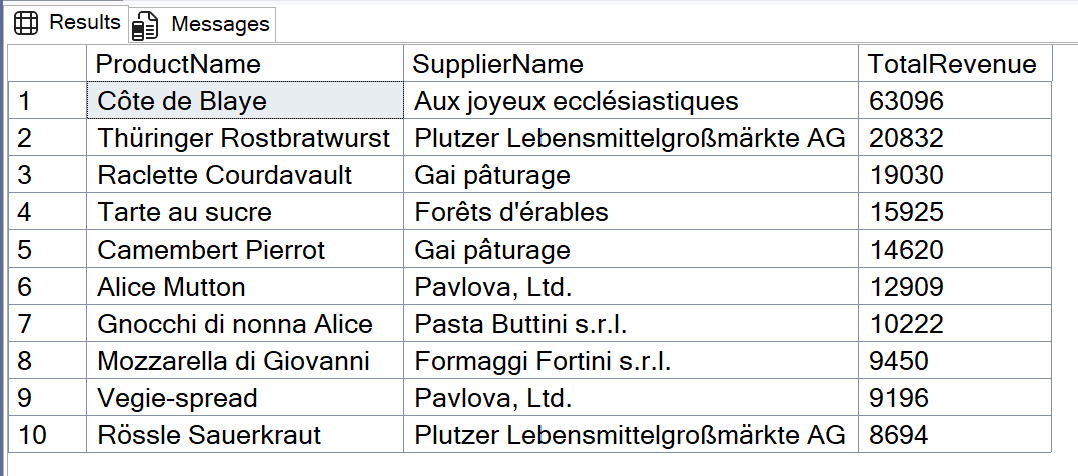 Results Messages
ProductName SupplierName TotalRevenue
1 Côte de Blaye Aux joyeux ecclésiastiques 63096
2 Thüringer Rostbratwurst Plutzer Lebensmittelgroßmärkte AG 20832
3 Raclette Courdavault Gai pâturage 19030
4 Tarte au sucre Forêts d'érables 15925
5 Camembert Pierrot Gai pâturage 14620
6 Alice Mutton Pavlova, Ltd. 12909
7 Gnocchi di nonna Alice Pasta Buttini s.r.l. 10222
8 Mozzarella di Giovanni Formaggi Fortini s.r.l. 9450
9 Vegie-spread Pavlova, Ltd. 9196
10 Rössle Sauerkraut Plutzer Lebensmittelgroßmärkte AG 8694